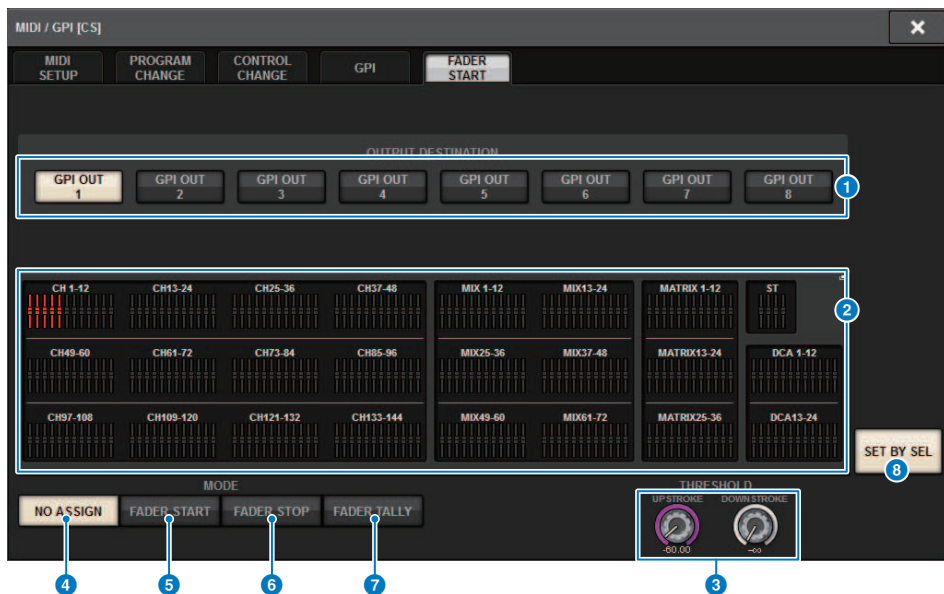 MIDI / GPI [CS]
MIDI SETUP
PROGRAM CHANGE
CONTROL CHANGE
GPI
FADER START
OUTPUT DESTINATION
GPI OUT 1
GPI OUT 2
GPI OUT 3
GPI OUT 4
GPI OUT 5
GPI OUT 6
GPI OUT 7
GPI OUT 8
1
CH 1-12
CH13-24
CH25-36
CH37-48
MIX 1-12
MIX13-24
MATRIX 1-12
ST
2
CH49-60
CH61-72
CH73-84
CH85-96
MIX25-36
MIX37-48
MATRIX13-24
DCA 1-12
CH97-108
CH109-120
CH121-132
CH133-144
MIX49-60
MIX61-72
MATRIX25-36
DCA13-24
SET BY SEL
8
MODE
THRESHOLD
NO ASSIGN
FADER START
FADER STOP
FADER TALLY
UPSTROKE
DOWN STROKE
-60.00
-∞
4
5
6
7
3